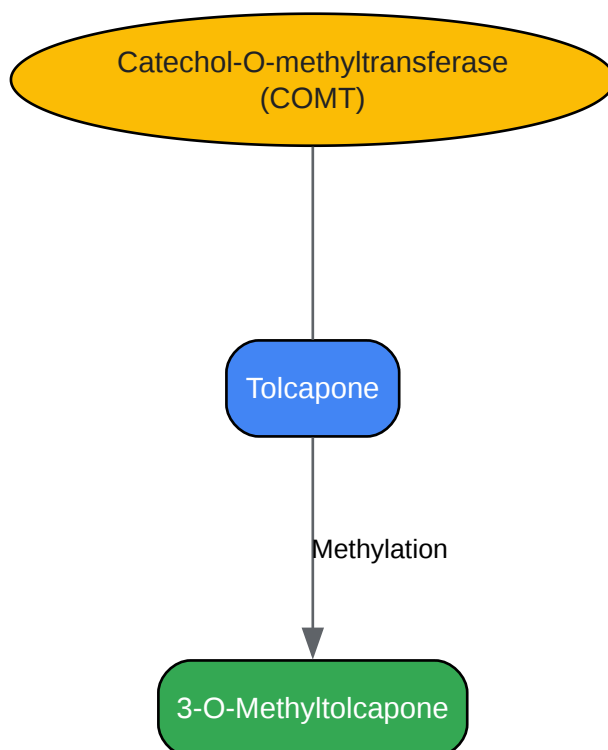 Catechol-O-methyltransferase
(COMT)
Tolcapone
Methylation
3-O-Methyltolcapone